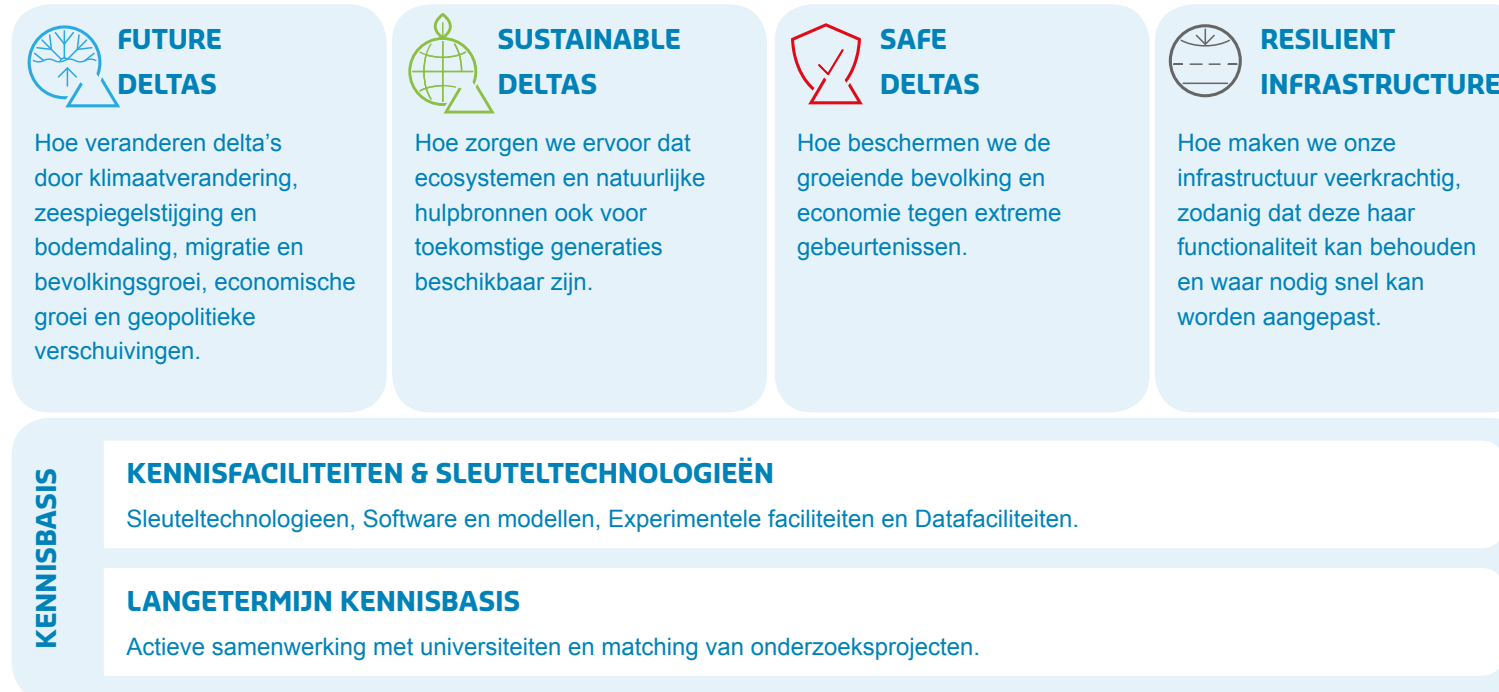 FUTURE
DELTAS
Hoe veranderen delta's
door klimaatverandering,
zeespiegelstijging en
bodemdaling, migratie en
bevolkingsgroei, economische
groei en geopolitieke
verschuivingen.
SUSTAINABLE
DELTAS
Hoe zorgen we ervoor dat
ecosystemen en natuurlijke
hulpbronnen ook voor
toekomstige generaties
beschikbaar zijn.
SAFE
DELTAS
Hoe beschermen we de
groeiende bevolking en
economie tegen extreme
gebeurtenissen.
RESILIENT
INFRASTRUCTURE
Hoe maken we onze
infrastructuur veerkrachtig,
zodanig dat deze haar
functionaliteit kan behouden
en waar nodig snel kan
worden aangepast.
KENNISBASIS
KENNISFACILITEITEN & SLEUTELTECHNOLOGIEËN
Sleuteltechnologieen, Software en modellen, Experimentele faciliteiten en Datafaciliteiten.
LANGETERMIJN KENNISBASIS
Actieve samenwerking met universiteiten en matching van onderzoeksprojecten.